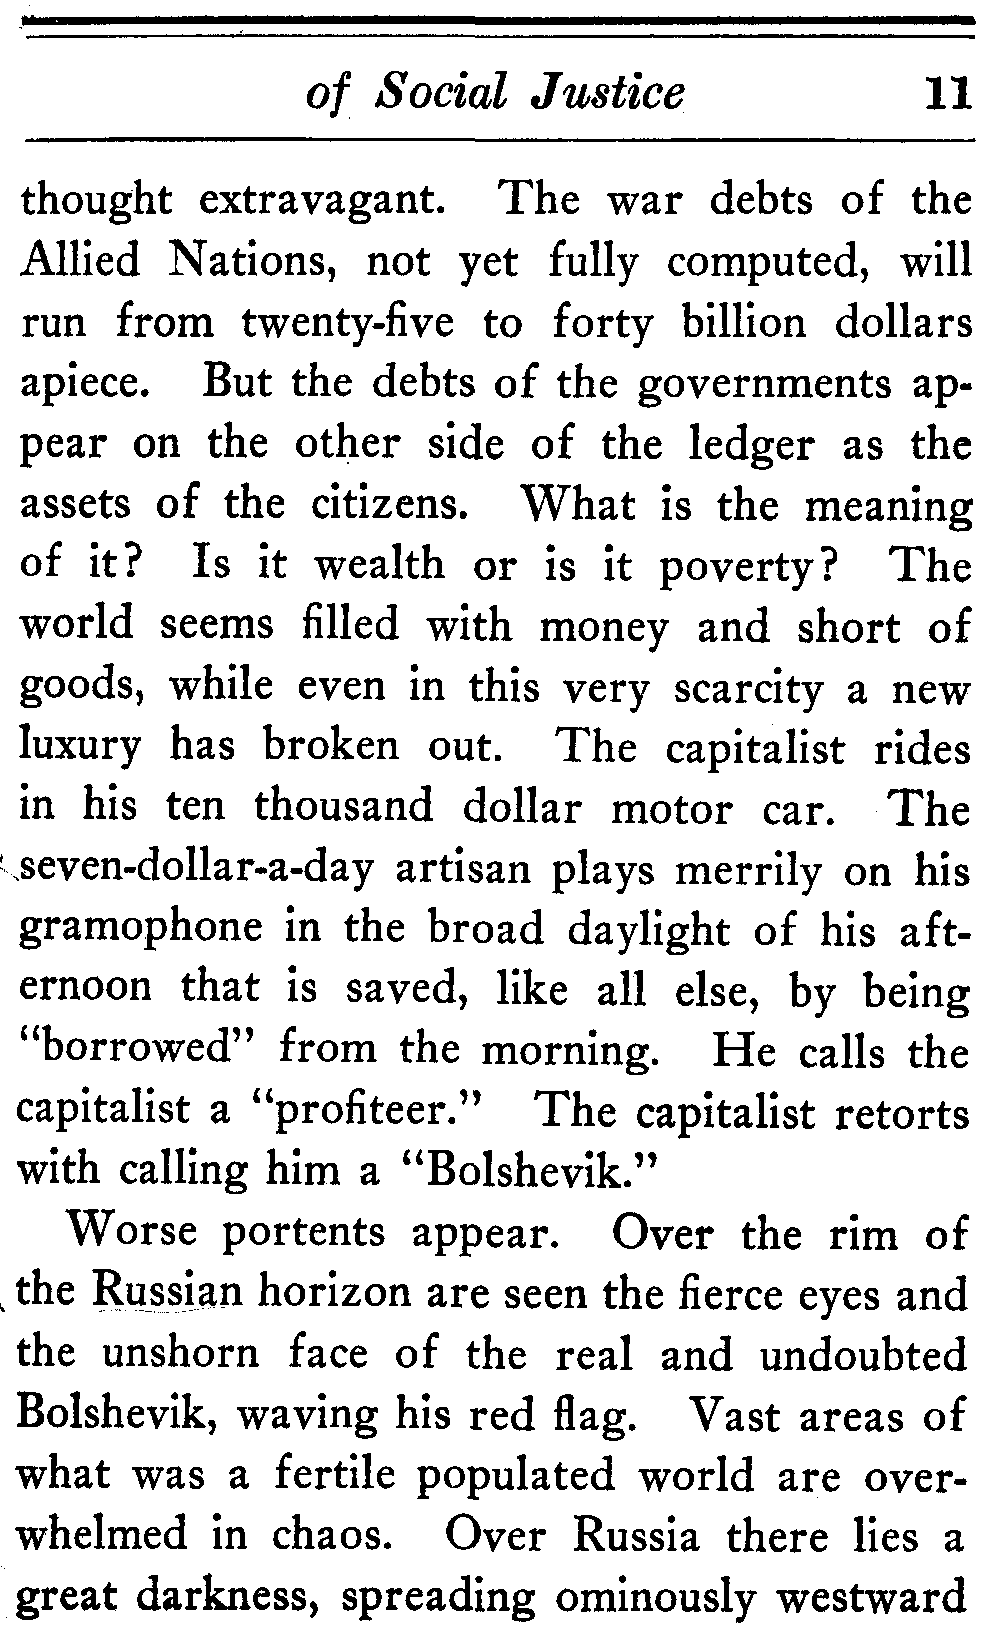 of Social Justice 11
thought extravagant. The war debts of the
Allied Nations, not yet fully computed, will
run from twenty-five to forty billion dollars
apiece. But the debts of the governments ap-
pear on the other side of the ledger as the
assets of the citizens. What is the meaning
of it? Is it wealth or is it poverty? The
world seems filled with money and short of
goods, while even in this very scarcity a new
luxury has broken out. The capitalist rides
in his ten thousand dollar motor car. The
seven-dollar-a-day artisan plays merrily on his
gramophone in the broad daylight of his aft-
ernoon that is saved, like all else, by being
“borrowed” from the morning. He calls the
capitalist a “profiteer.” The capitalist retorts
with calling him a “Bolshevik.”
Worse portents appear. Over the rim of
the Russian horizon are seen the fierce eyes and
the unshorn face of the real and undoubted
Bolshevik, waving his red flag. Vast areas of
what was a fertile populated world are over-
whelmed in chaos. Over Russia there lies a
great darkness, spreading ominously westward